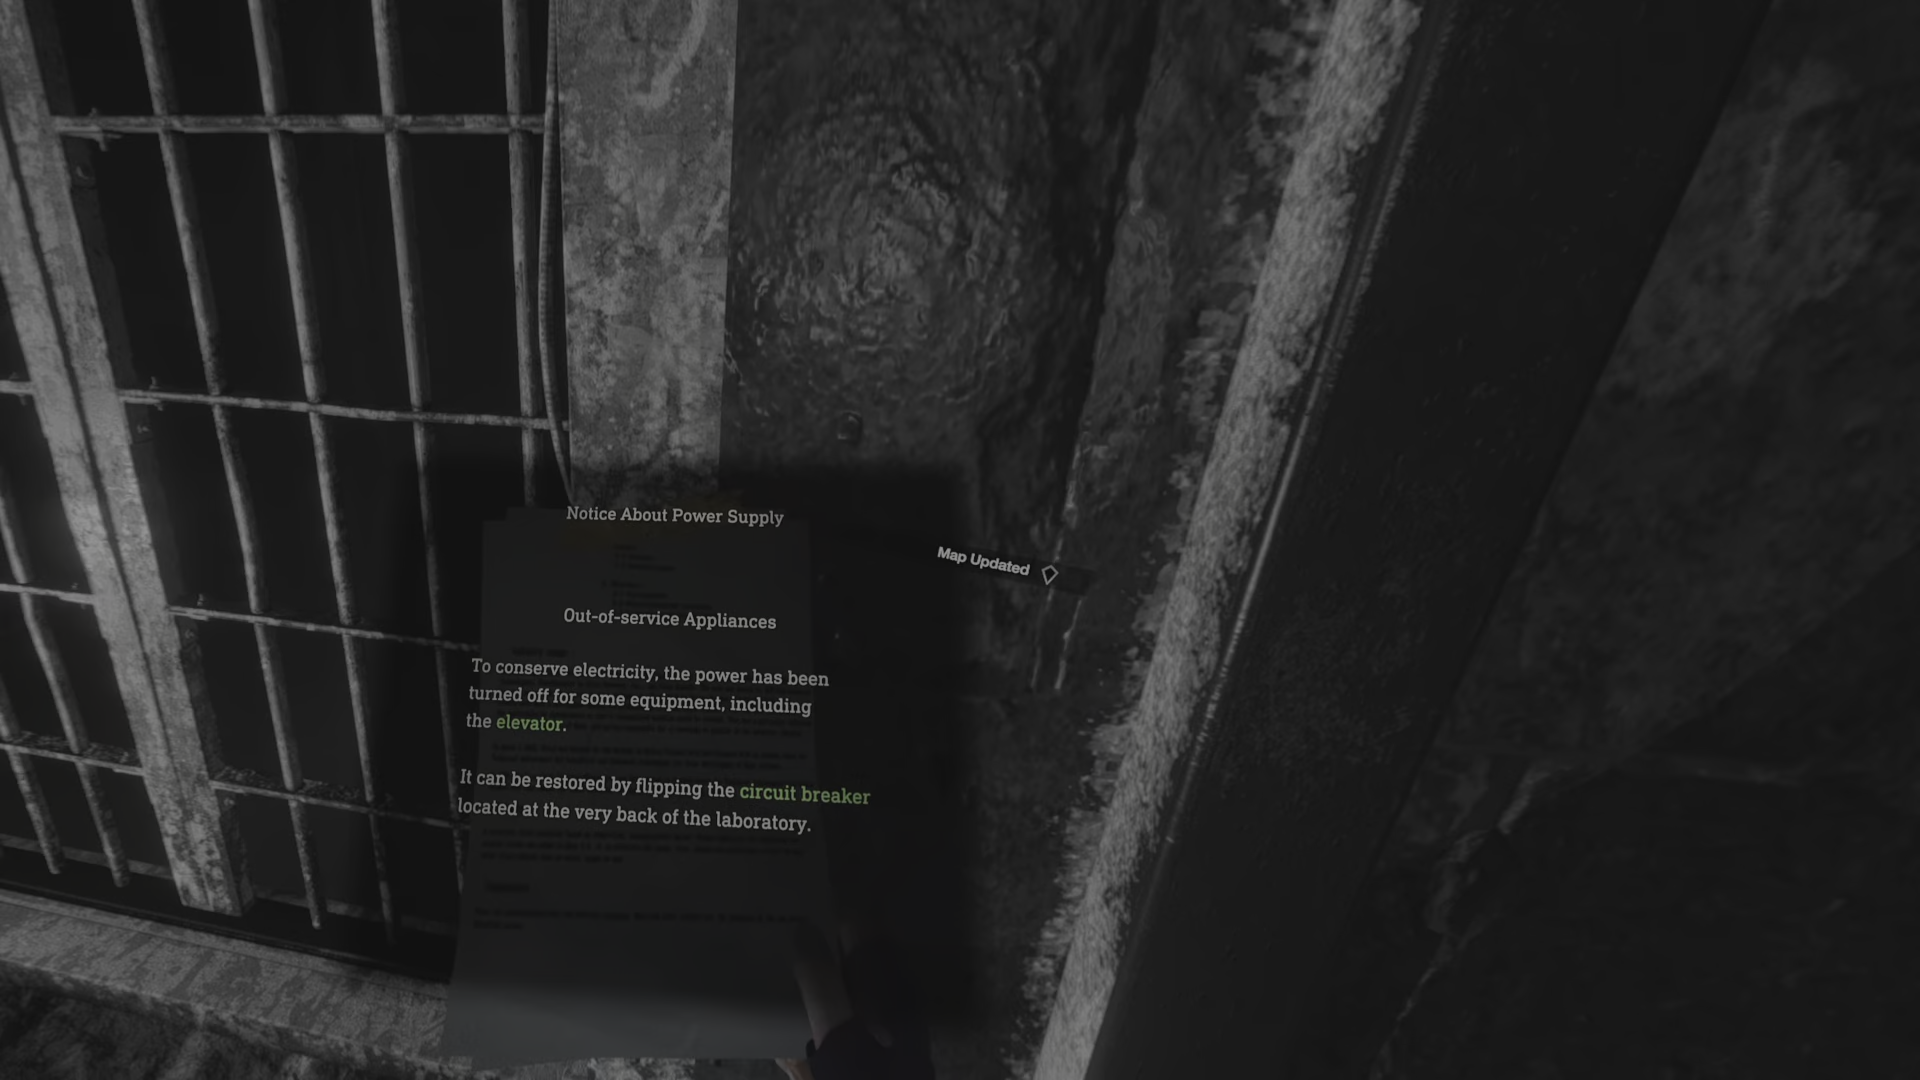 Notice About Power Supply
Map Updated
Out-of-service Appliances
To conserve electricity, the power has been
turned off for some equipment, including
the elevator.
It can be restored by flipping the circuit breaker
located at the very back of the laboratory.